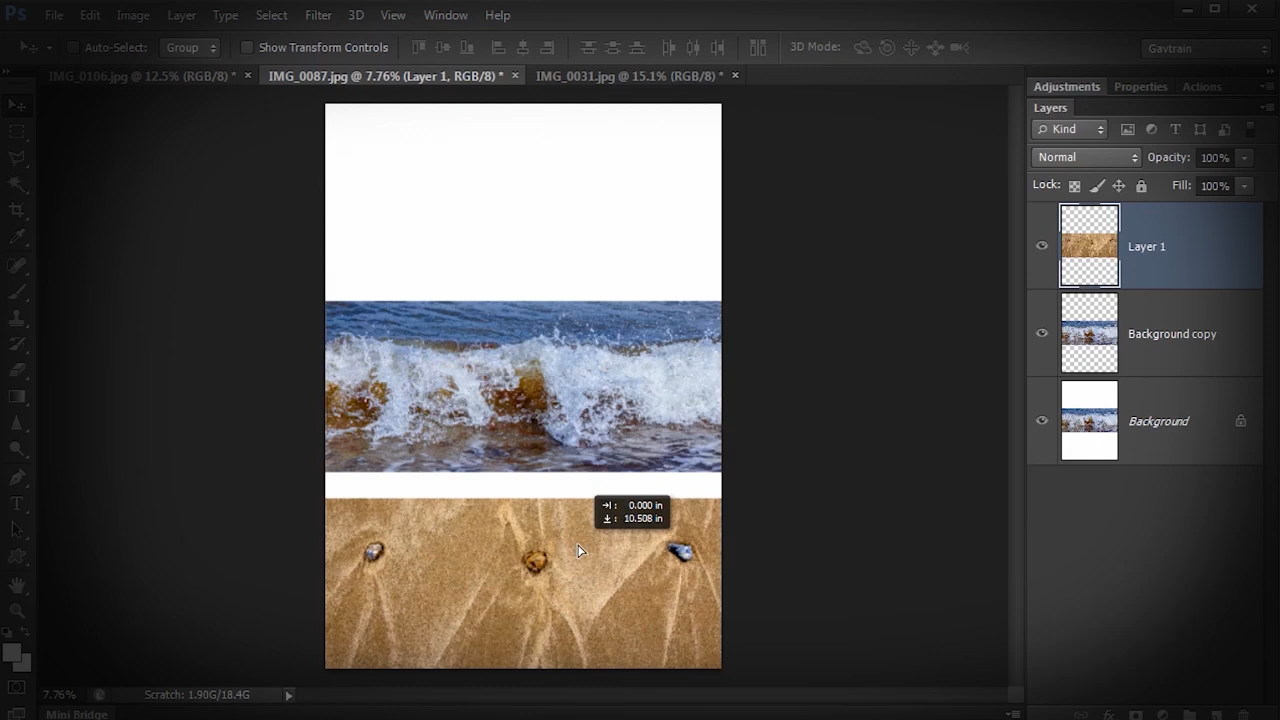 Ps File Edit Image Layer Type Select Filter 3D View Window Help
Auto-Select: Group Show Transform Controls 3D Mode: Gavtrain
IMG_0106.jpg @ 12.5% (RGB/8) * × IMG_0087.jpg @ 7.76% (Layer 1, RGB/8) * × IMG_0031.jpg @ 15.1% (RGB/8) * ×
Adjustments Properties Actions
Layers
Kind
Normal Opacity: 100%
Lock: Fill: 100%
Layer 1
Background copy
Background
0.000 in
10.508 in
7.76% Scratch: 1.90G/18.4G
Mini Bridge